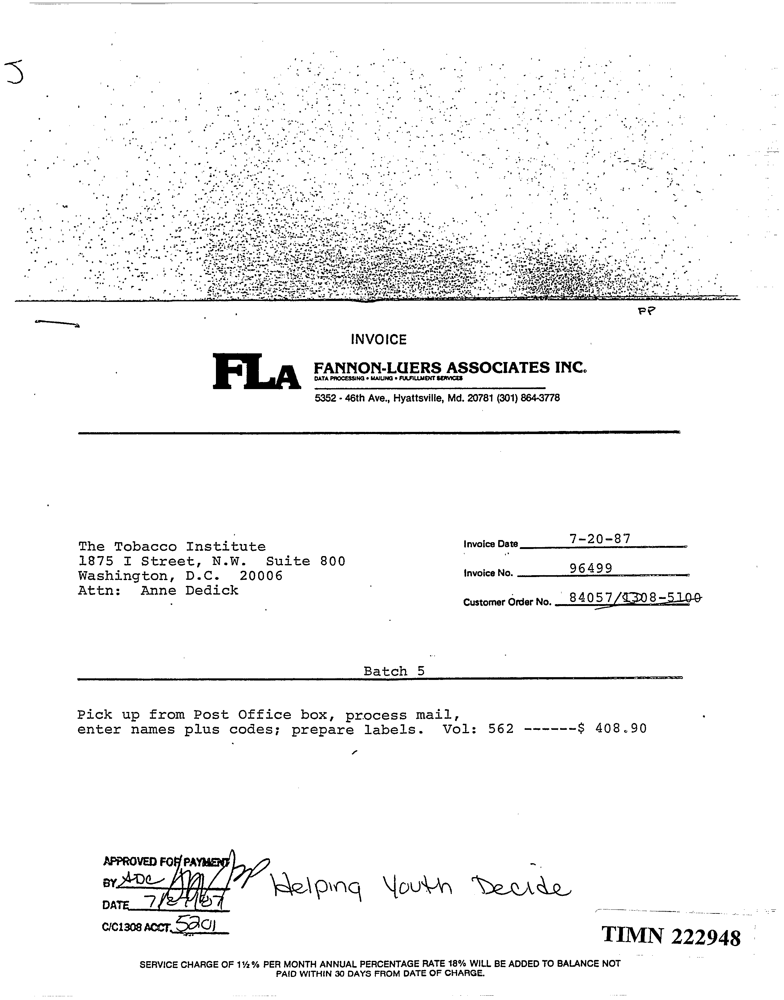 J
PP
INVOICE
FLA FANNON-LUERS ASSOCIATES INC.
DATA PROCESSING • MAILING • FULFILLMENT SERVICES
5352 - 46th Ave., Hyattsville, Md. 20781 (301) 864-3778
The Tobacco Institute
1875 I Street, N.W. Suite 800
Washington, D.C. 20006
Attn: Anne Dedick
Invoice Date 7-20-87
Invoice No. 96499
Customer Order No. 84057/1308-5100
Batch 5
Pick up from Post Office box, process mail,
enter names plus codes; prepare labels. Vol: 562 ------$ 408.90
APPROVED FOR PAYMENT
BY ADC
DATE
C/C1308 ACCT. 5201
Helping Youth Decide
TIMN 222948
SERVICE CHARGE OF 1½% PER MONTH ANNUAL PERCENTAGE RATE 18% WILL BE ADDED TO BALANCE NOT
PAID WITHIN 30 DAYS FROM DATE OF CHARGE.